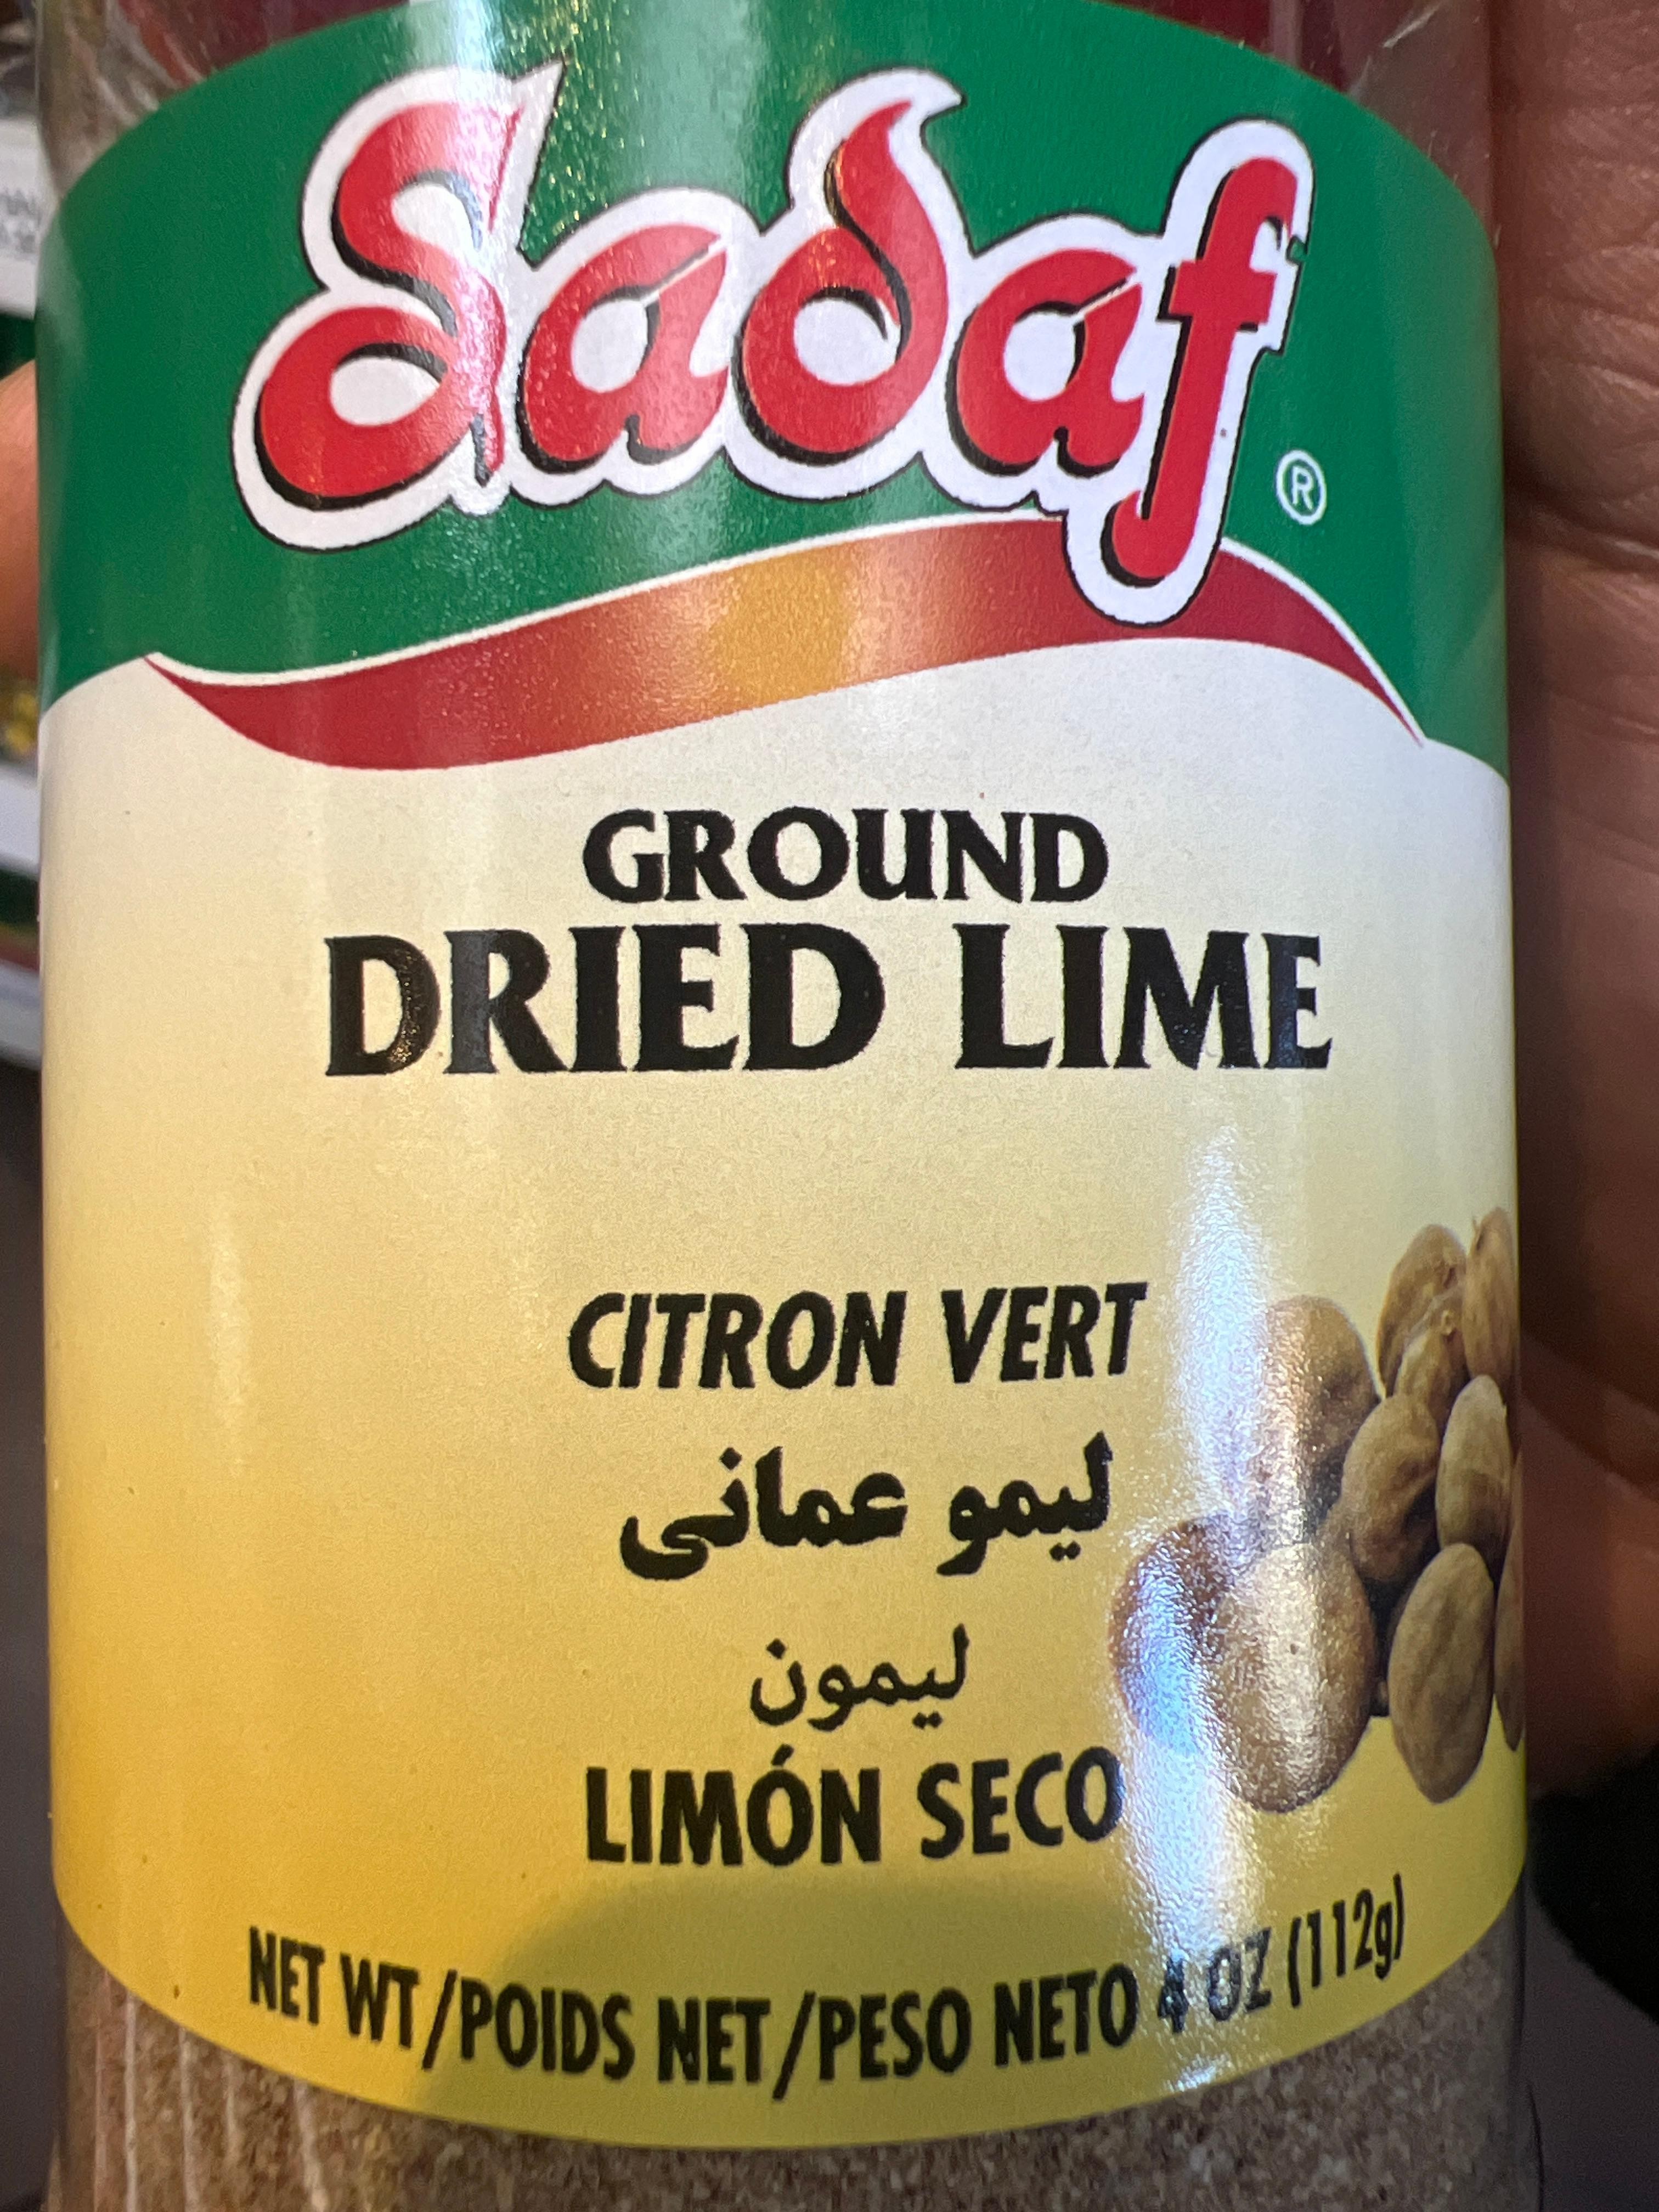 Sadaf®
GROUND
DRIED LIME
CITRON VERT
ليمو عمانى
ليمون
LIMÓN SECO
NET WT/POIDS NET/PESO NETO 4 OZ (112g)